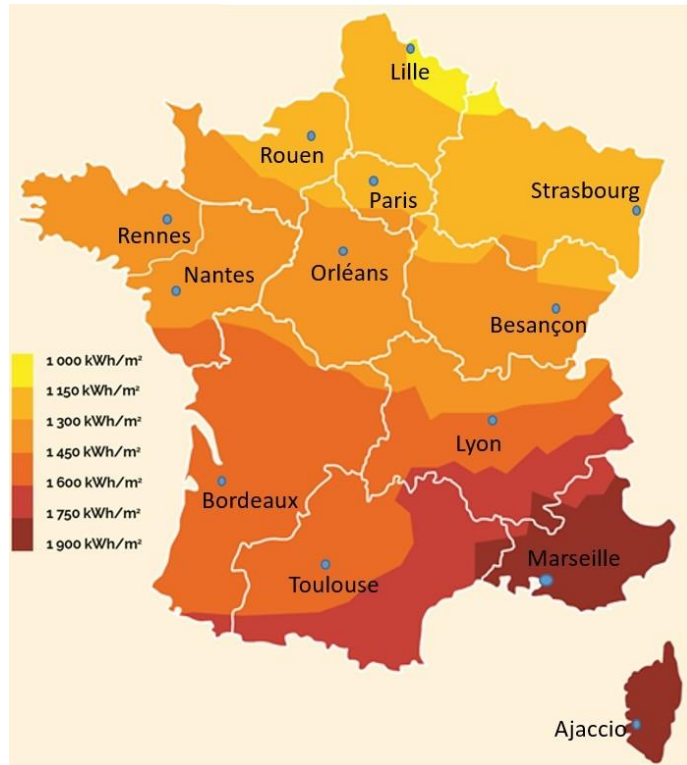 Lille
Rouen
Paris
Strasbourg
Rennes
Orléans
Nantes
Besançon
1 000 kWh/m²
1 150 kWh/m²
1 300 kWh/m²
1 450 kWh/m²
1 600 kWh/m²
1 750 kWh/m²
1 900 kWh/m²
Lyon
Bordeaux
Marseille
Toulouse
Ajaccio